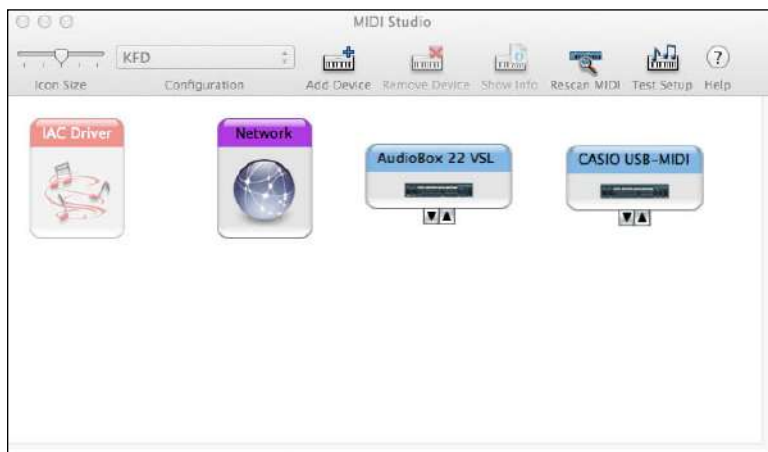 MIDI Studio
KFD
Icon Size Configuration Add Device Remove Device Show Info Rescan MIDI Test Setup ? Help
IAC Driver Network AudioBox 22 VSL CASIO USB-MIDI